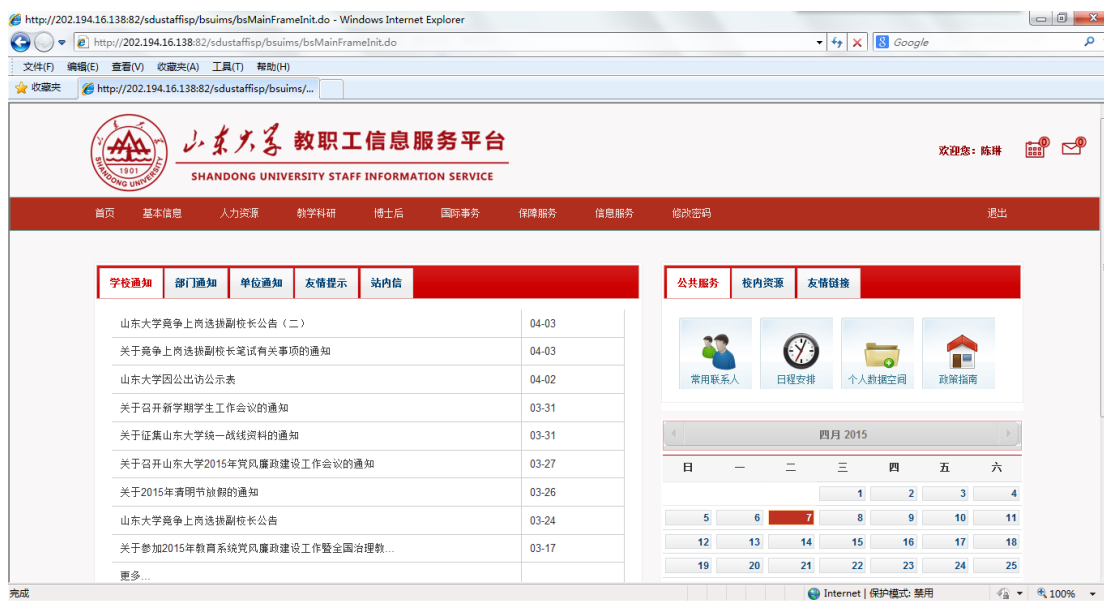 http://202.194.16.138:82/sdustaffisp/bsuims/bsMainFrameInit.do - Windows Internet Explorer
http://202.194.16.138:82/sdustaffisp/bsuims/bsMainFrameInit.do
Google
文件(F) 编辑(E) 查看(V) 收藏夹(A) 工具(T) 帮助(H)
收藏夹 http://202.194.16.138:82/sdustaffisp/bsuims/...
山东大学 教职工信息服务平台
SHANDONG UNIVERSITY STAFF INFORMATION SERVICE
1901
SHANDONG UNIVERSITY
欢迎您：陈琳 0 0
首页 基本信息 人力资源 教学科研 博士后 国际事务 保障服务 信息服务 修改密码 退出
学校通知 部门通知 单位通知 友情提示 站内信
山东大学竞争上岗选拔副校长公告（二） 04-03
关于竞争上岗选拔副校长笔试有关事项的通知 04-03
山东大学因公出访公示表 04-02
关于召开新学期学生工作会议的通知 03-31
关于征集山东大学统一战线资料的通知 03-31
关于召开山东大学2015年党风廉政建设工作会议的通知 03-27
关于2015年清明节放假的通知 03-26
山东大学竞争上岗选拔副校长公告 03-24
关于参加2015年教育系统党风廉政建设工作暨全国治理教... 03-17
更多...
公共服务 校内资源 友情链接
常用联系人 日程安排 个人数据空间 政策指南
四月 2015
日 一 二 三 四 五 六
1 2 3 4
5 6 7 8 9 10 11
12 13 14 15 16 17 18
19 20 21 22 23 24 25
完成 Internet | 保护模式: 禁用 100%